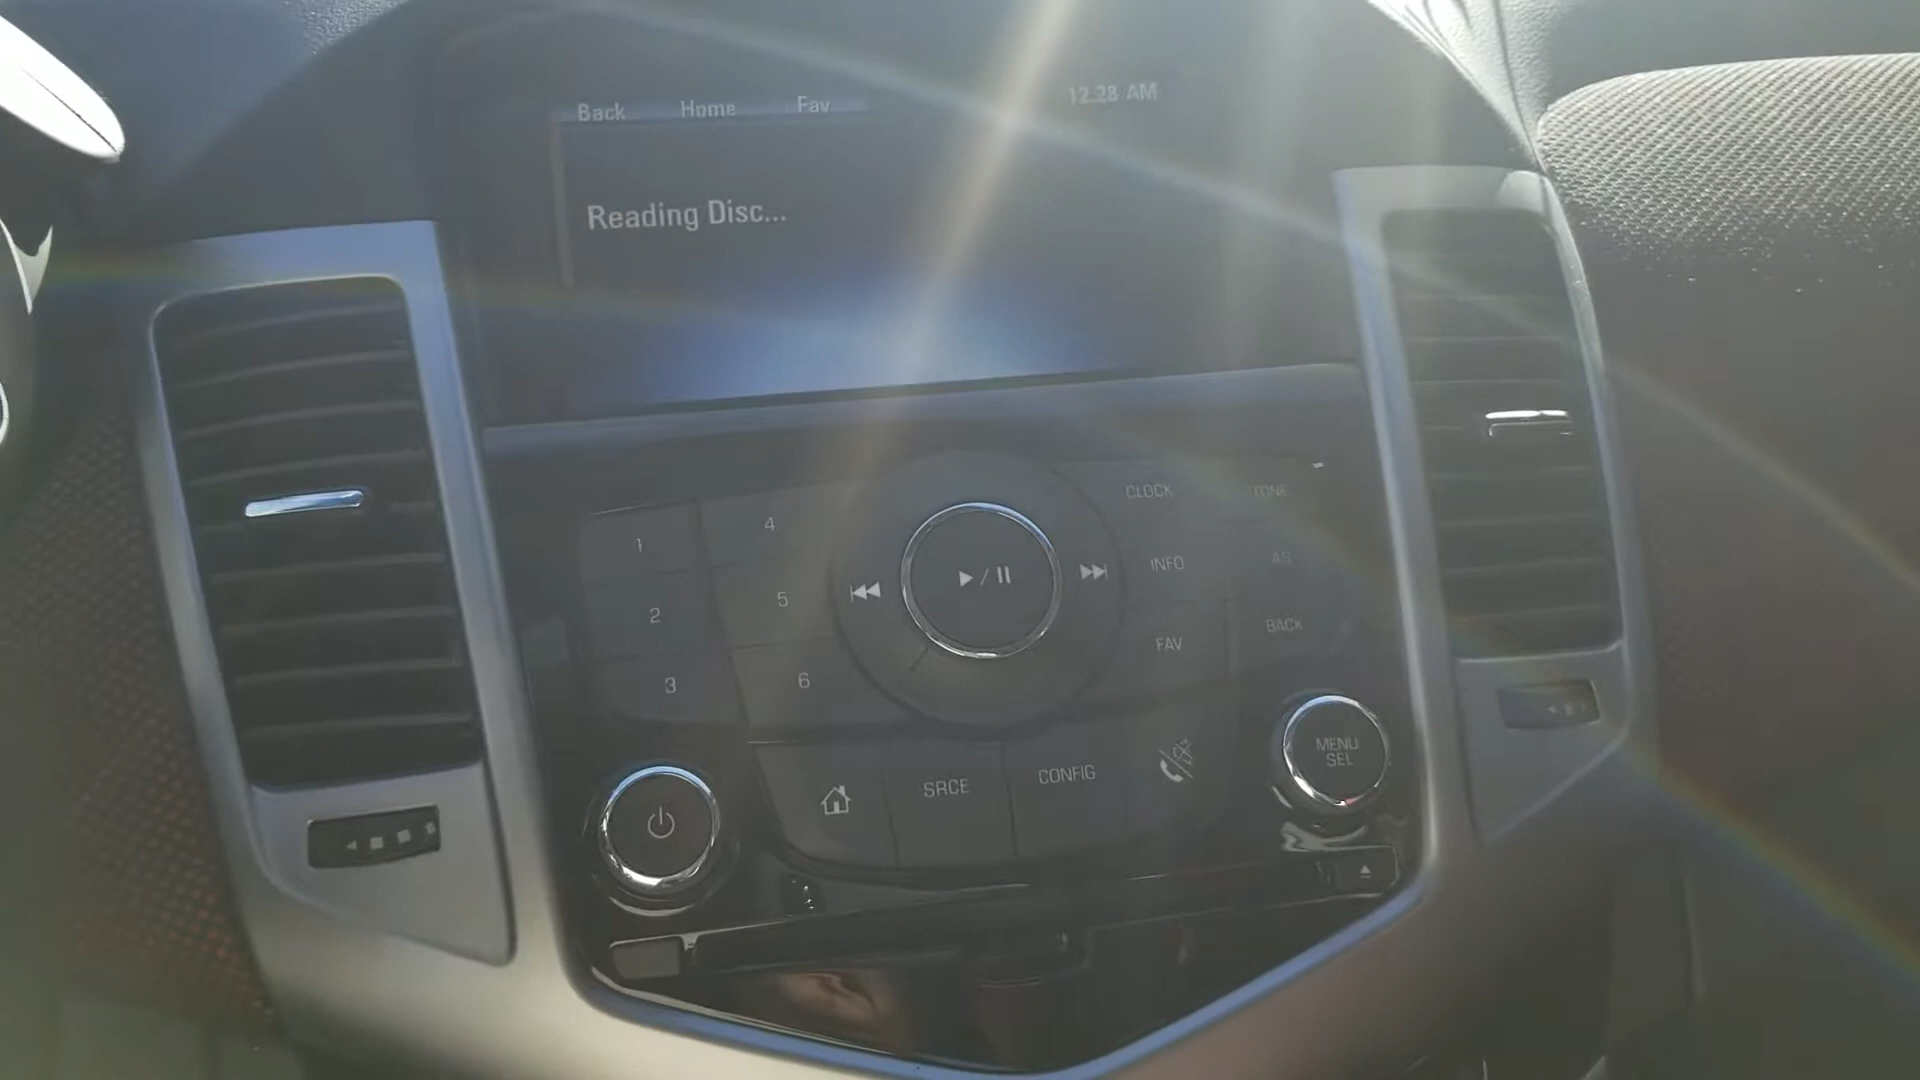 Back Home Fav 12:28 AM
Reading Disc...
1 4 CLOCK TONE
2 5 INFO AS
3 6 FAV BACK
SRCE CONFIG MENU
SEL